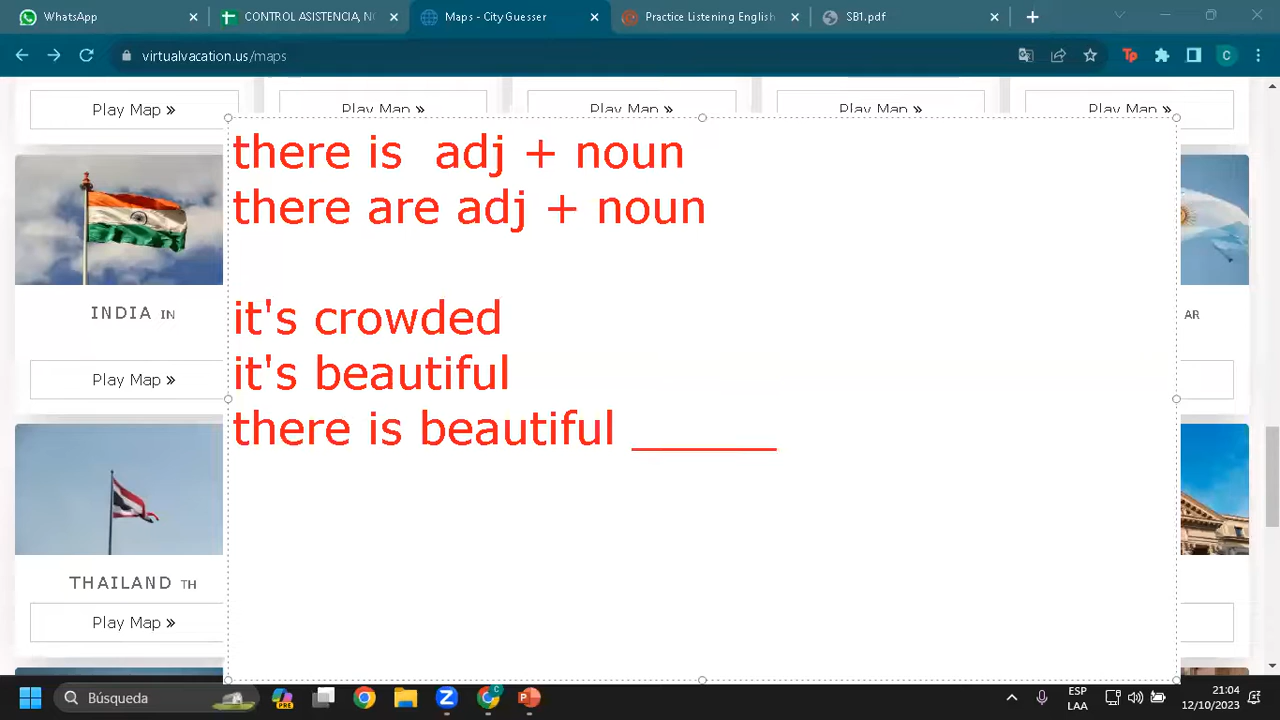 WhatsApp
CONTROL ASISTENCIA, N
Maps - City Guesser
Practice Listening English
SB1.pdf
virtualvacation.us/maps
Play Map »
Play Map »
Play Map »
Play Map »
Play Map »
there is  adj + noun
there are adj + noun
it's crowded
it's beautiful
there is beautiful ______
INDIA IN
AR
Play Map »
THAILAND TH
Play Map »
Búsqueda
PRE
ESP
LAA
21:04
12/10/2023